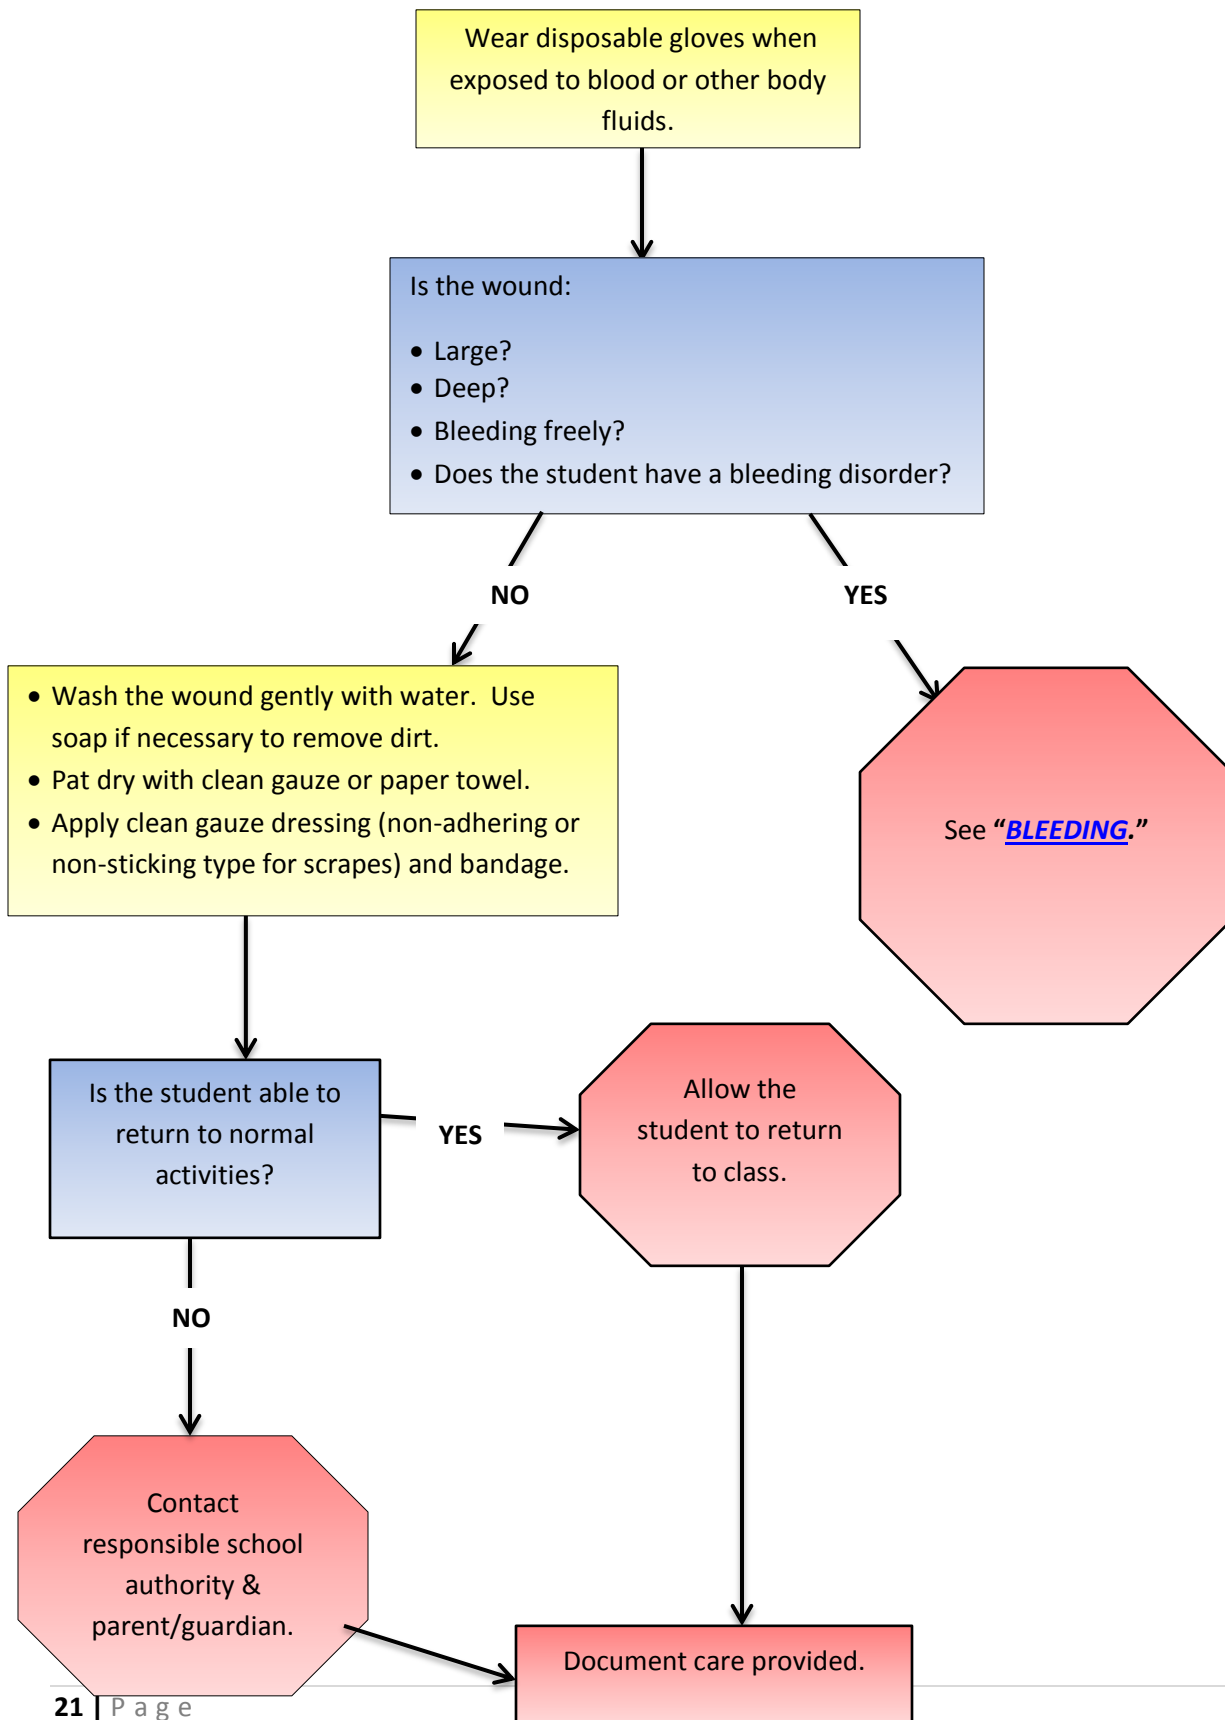 Wear disposable gloves when
exposed to blood or other body
fluids.
Is the wound:
• Large?
• Deep?
• Bleeding freely?
• Does the student have a bleeding disorder?
NO
YES
• Wash the wound gently with water.  Use
soap if necessary to remove dirt.
• Pat dry with clean gauze or paper towel.
• Apply clean gauze dressing (non-adhering or
non-sticking type for scrapes) and bandage.
See “BLEEDING.”
Is the student able to
return to normal
activities?
YES
Allow the
student to return
to class.
NO
Contact
responsible school
authority &
parent/guardian.
Document care provided.
21 | Page